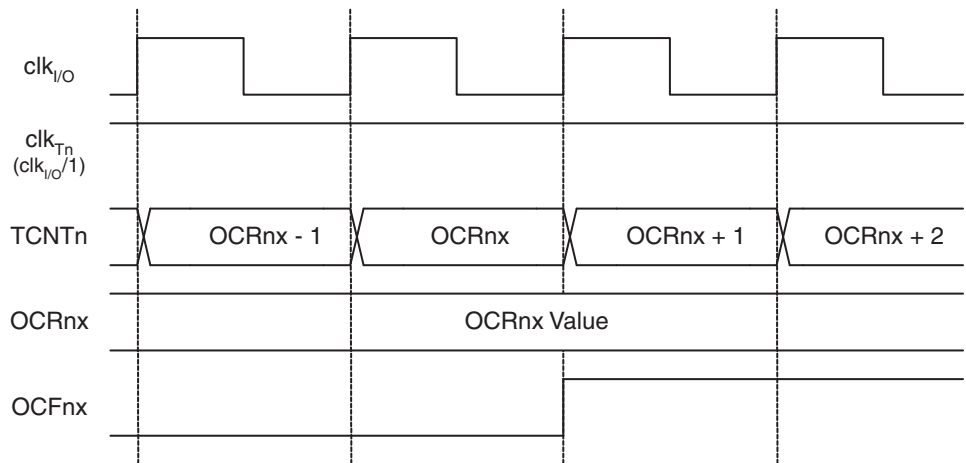 clkI/O
clkTn
(clkI/O/1)
TCNTn OCRnx - 1 OCRnx OCRnx + 1 OCRnx + 2
OCRnx OCRnx Value
OCFnx